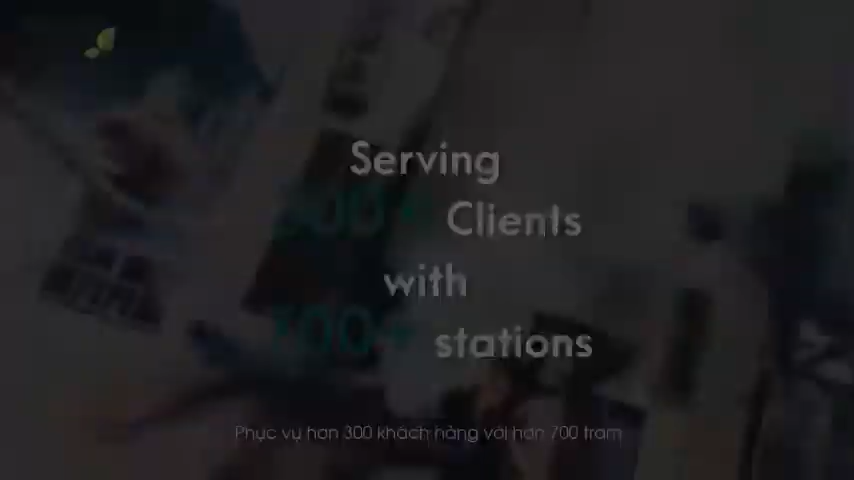 Serving
300+ Clients
with
700+ stations
Phục vụ hơn 300 khách hàng với hơn 700 trạm